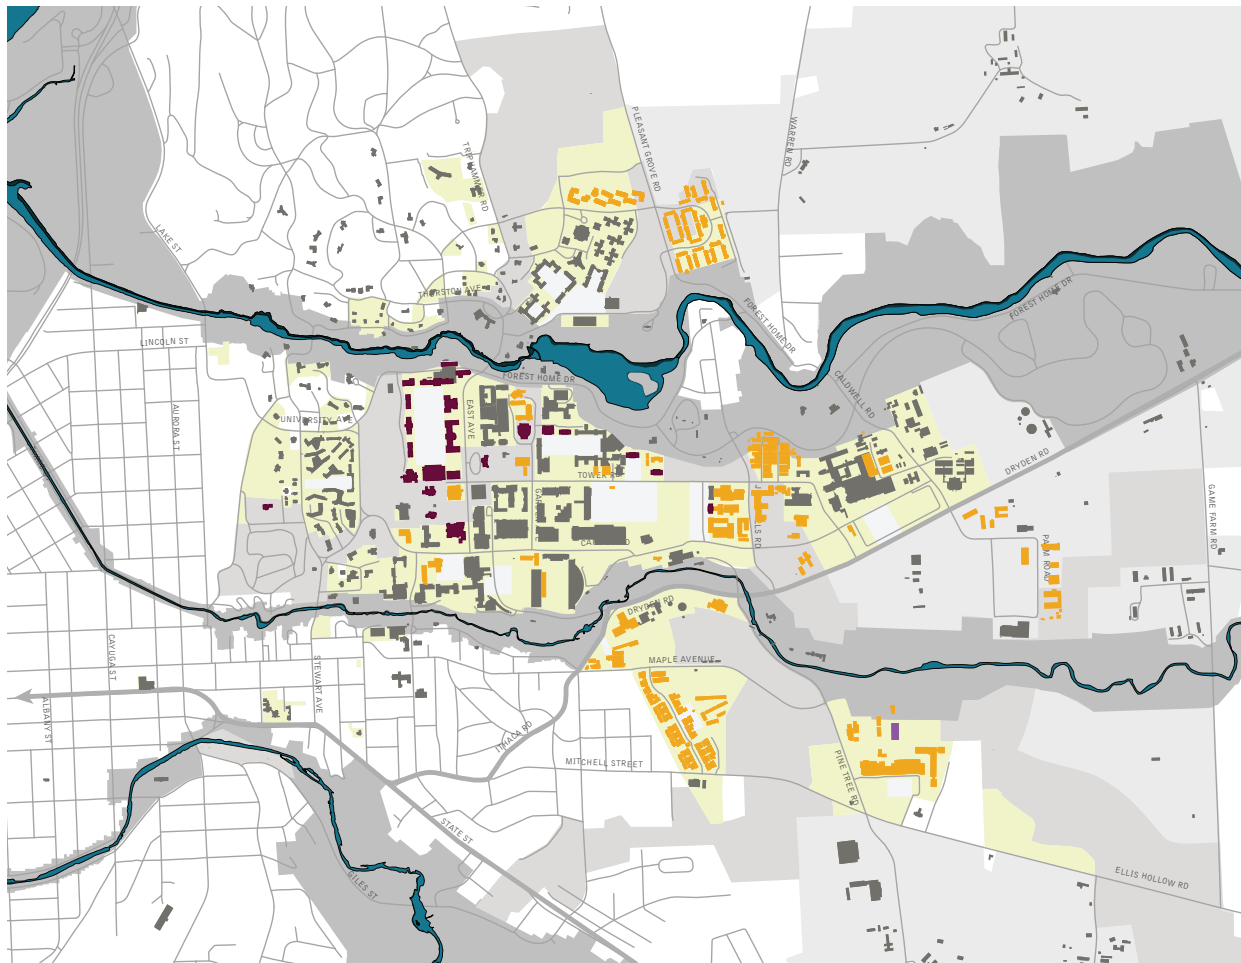 PLEASANT GROVE RD
WARREN RD
TRIPHAMMER RD
LAKE ST
THURSTON AVE
FOREST HOME DR
FOREST HOME DR
LINCOLN ST
FOREST HOME DR
CALDWELL RD
AURORA ST
UNIVERSITY AVE
EAST AVE
TOWER RD
DRYDEN RD
GAME FARM RD
PALM ROAD
DRYDEN RD
CAYUGA ST
STEWART AVE
MAPLE AVENUE
ALBANY ST
ITHACA RD
MITCHELL STREET
PINE TREE RD
STATE ST
GILES ST
ELLIS HOLLOW RD